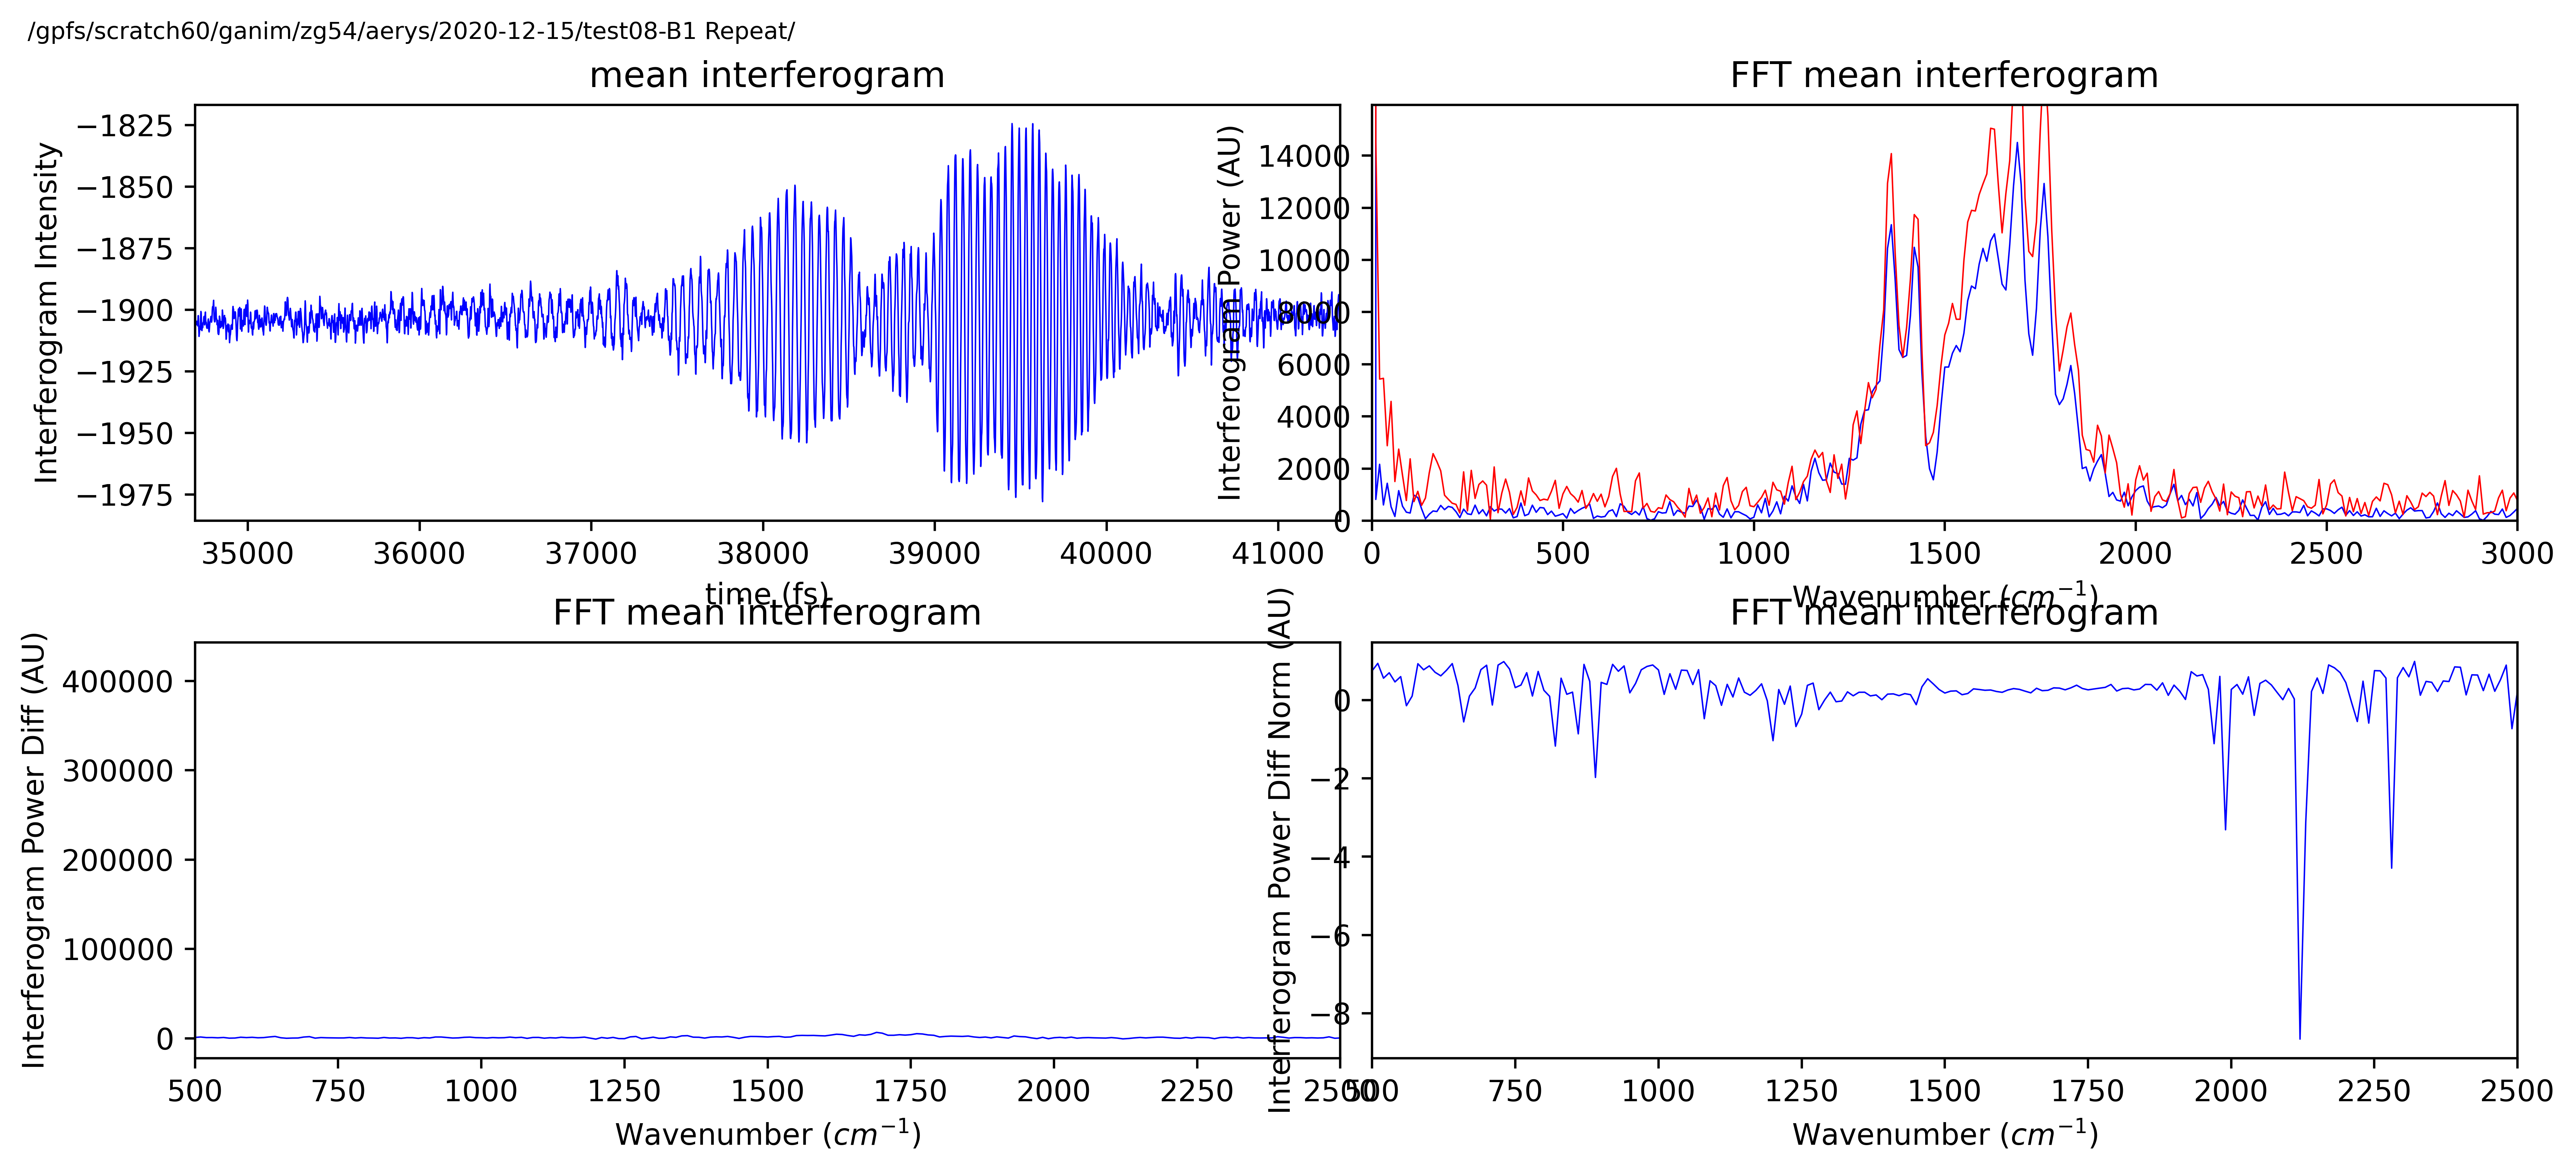 /gpfs/scratch60/ganim/zg54/aerys/2020-12-15/test08-B1 Repeat/
mean interferogram
Interferogram Intensity
−1825
−1850
−1875
−1900
−1925
−1950
−1975
35000 36000 37000 38000 39000 40000 41000
time (fs)
FFT mean interferogram
Interferogram Power (AU)
14000
12000
10000
8000
6000
4000
2000
0
0 500 1000 1500 2000 2500 3000
Wavenumber (cm⁻¹)
FFT mean interferogram
Interferogram Power Diff (AU)
400000
300000
200000
100000
0
500 750 1000 1250 1500 1750 2000 2250 2500
Wavenumber (cm⁻¹)
FFT mean interferogram
Interferogram Power Diff Norm (AU)
0
−2
−4
−6
−8
500 750 1000 1250 1500 1750 2000 2250 2500
Wavenumber (cm⁻¹)